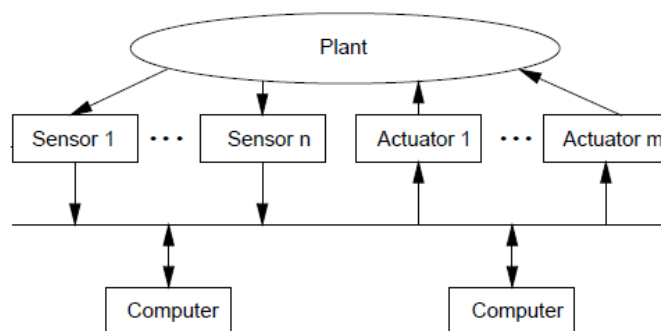 Plant
Sensor 1 ••• Sensor n Actuator 1 ••• Actuator m
Computer Computer